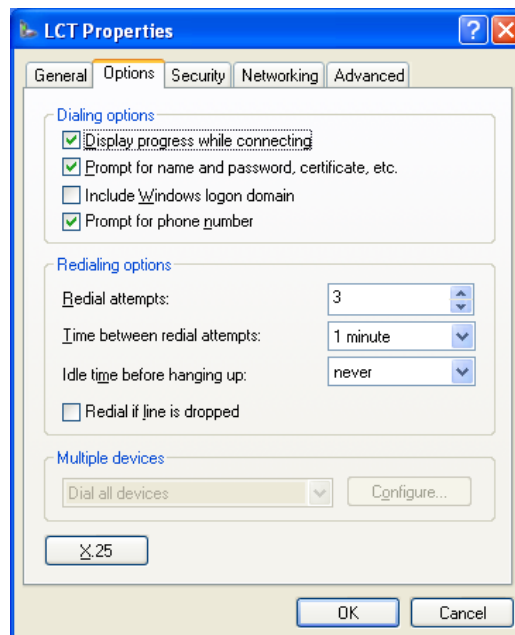 LCT Properties
General Options Security Networking Advanced
Dialing options
Display progress while connecting
Prompt for name and password, certificate, etc.
Include Windows logon domain
Prompt for phone number
Redialing options
Redial attempts: 3
Time between redial attempts: 1 minute
Idle time before hanging up: never
Redial if line is dropped
Multiple devices
Dial all devices Configure...
X.25
OK Cancel